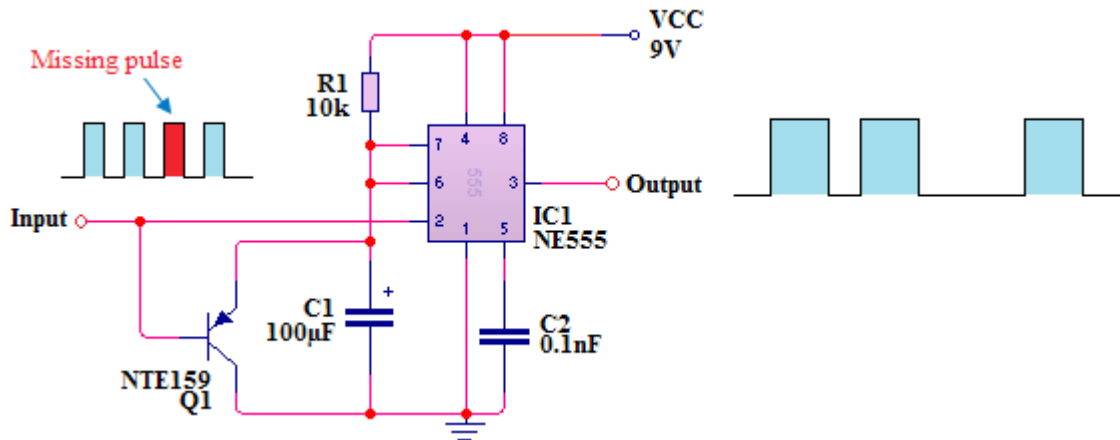 Missing pulse
VCC
9V
R1
10k
7
4
8
6
555
3
Output
Input
2
1
5
IC1
NE555
C1
+
100μF
C2
0.1nF
NTE159
Q1